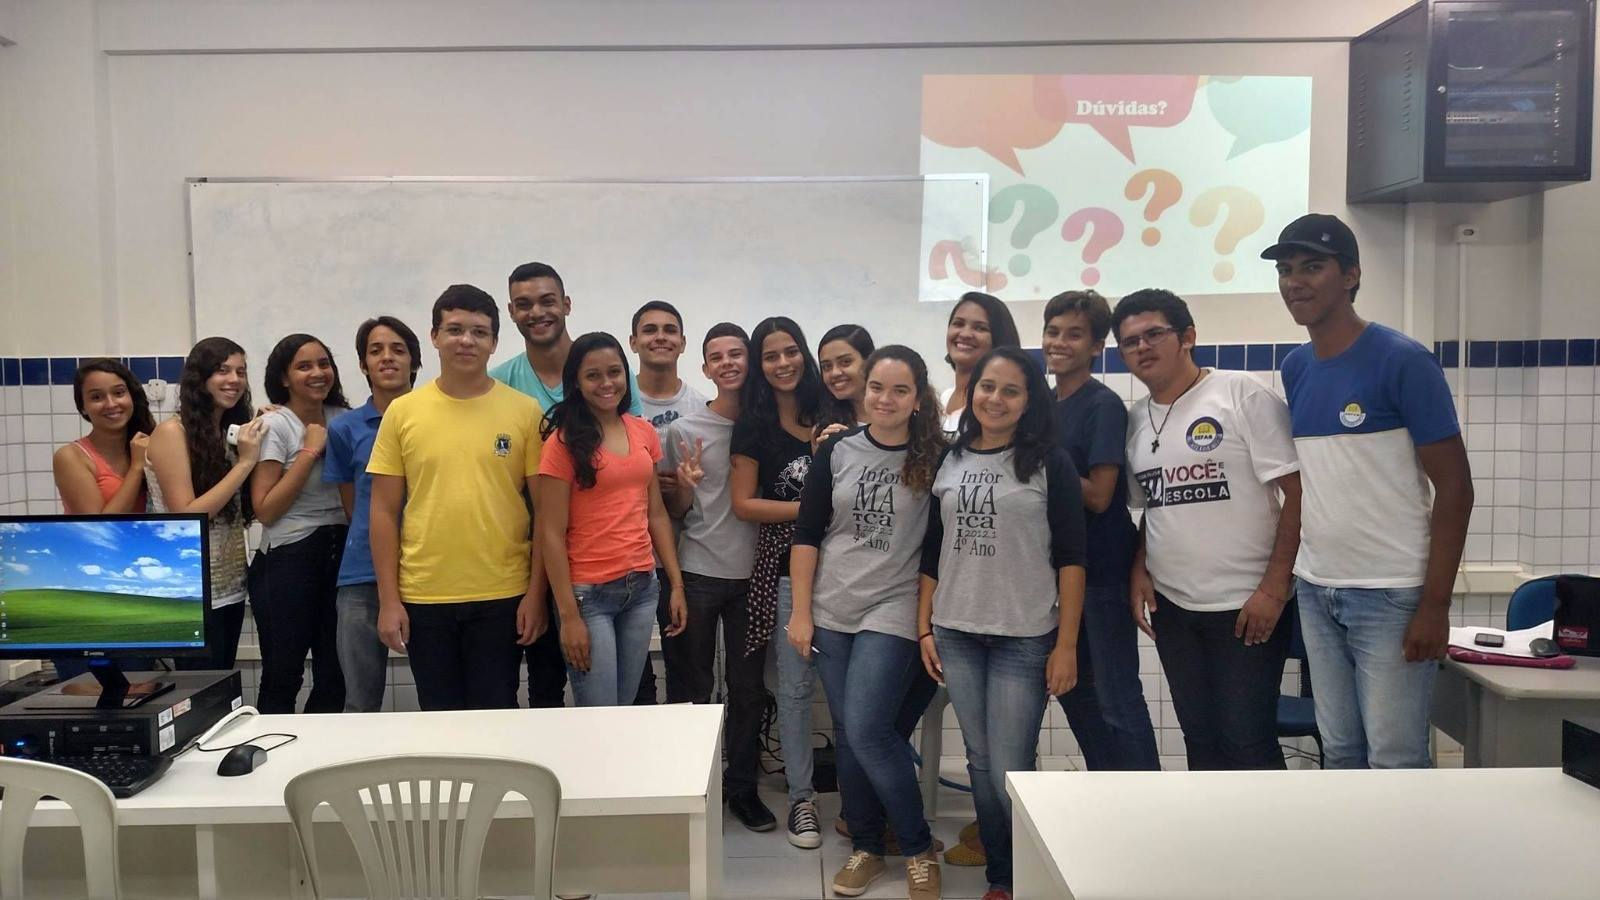 Dúvidas?
Infor
MA
Tca
I 2012.1
4º Ano
Infor
MA
Tca
I 2012.1
4º Ano
VOCÊ E
A
ESCOLA